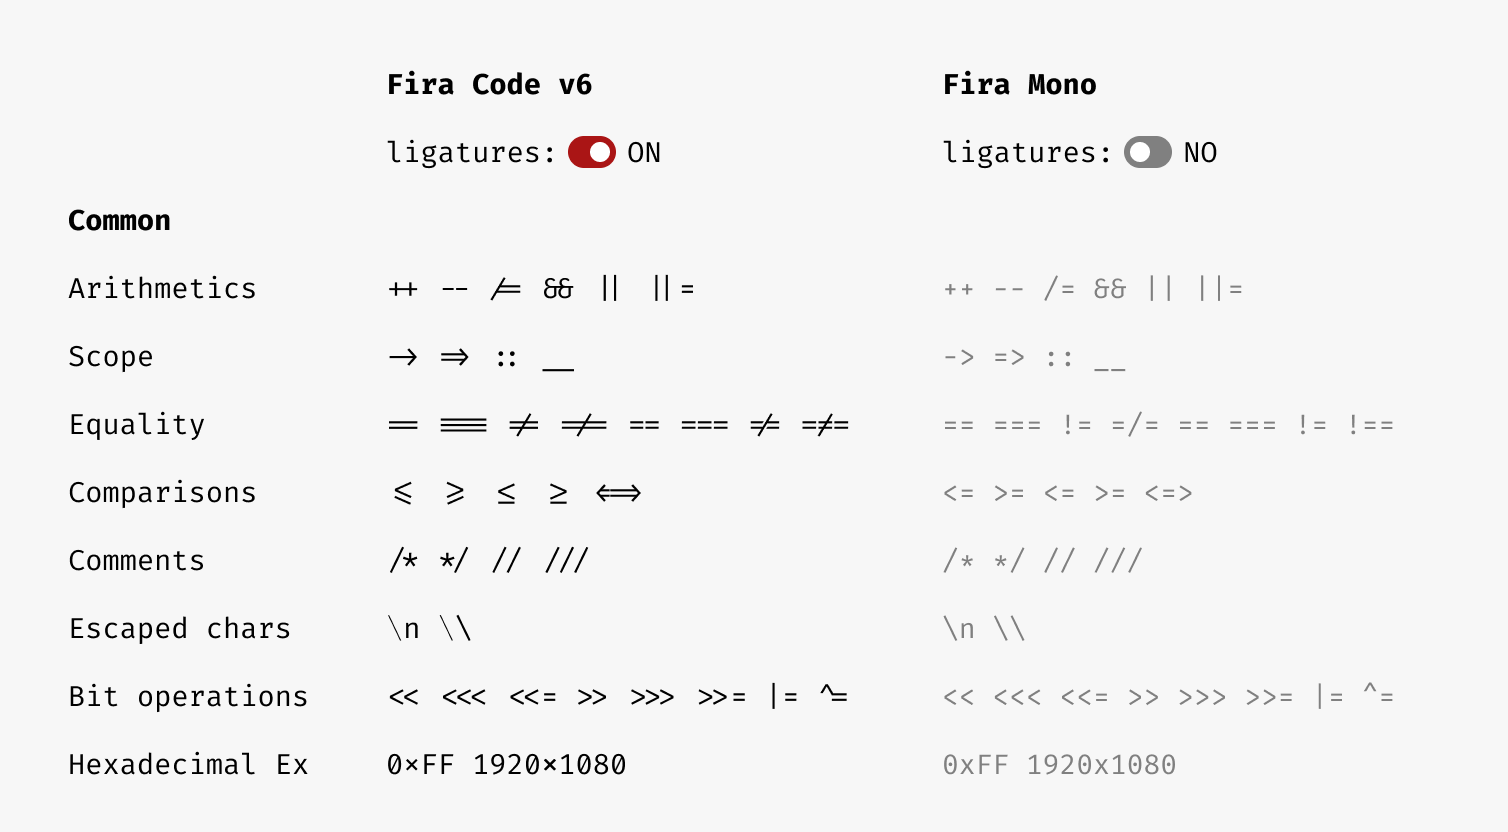 Fira Code v6 Fira Mono
ligatures: ON ligatures: NO
Common
Arithmetics ++ -- /= && || ||= ++ -- /= && || ||=
Scope -> => :: __ -> => :: __
Equality == === != =/= == === != !== == === != =/= == === != !==
Comparisons <= >= <= >= <=> <= >= <= >= <=>
Comments /* */ // /// /* */ // ///
Escaped chars \n \\ \n \\
Bit operations << <<< <<= >> >>> >>= |= ^= << <<< <<= >> >>> >>= |= ^=
Hexadecimal Ex 0×FF 1920×1080 0xFF 1920x1080